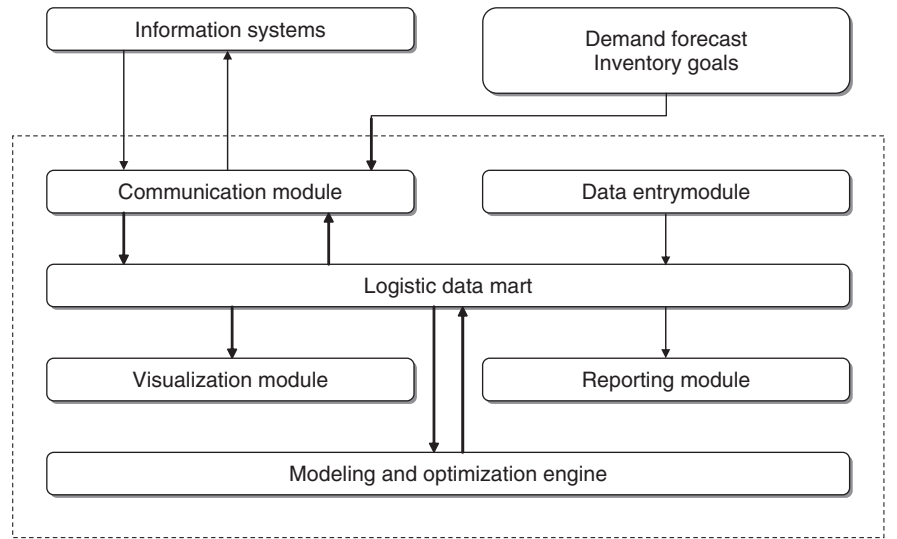 Information systems
Demand forecast
Inventory goals
Communication module
Data entrymodule
Logistic data mart
Visualization module
Reporting module
Modeling and optimization engine